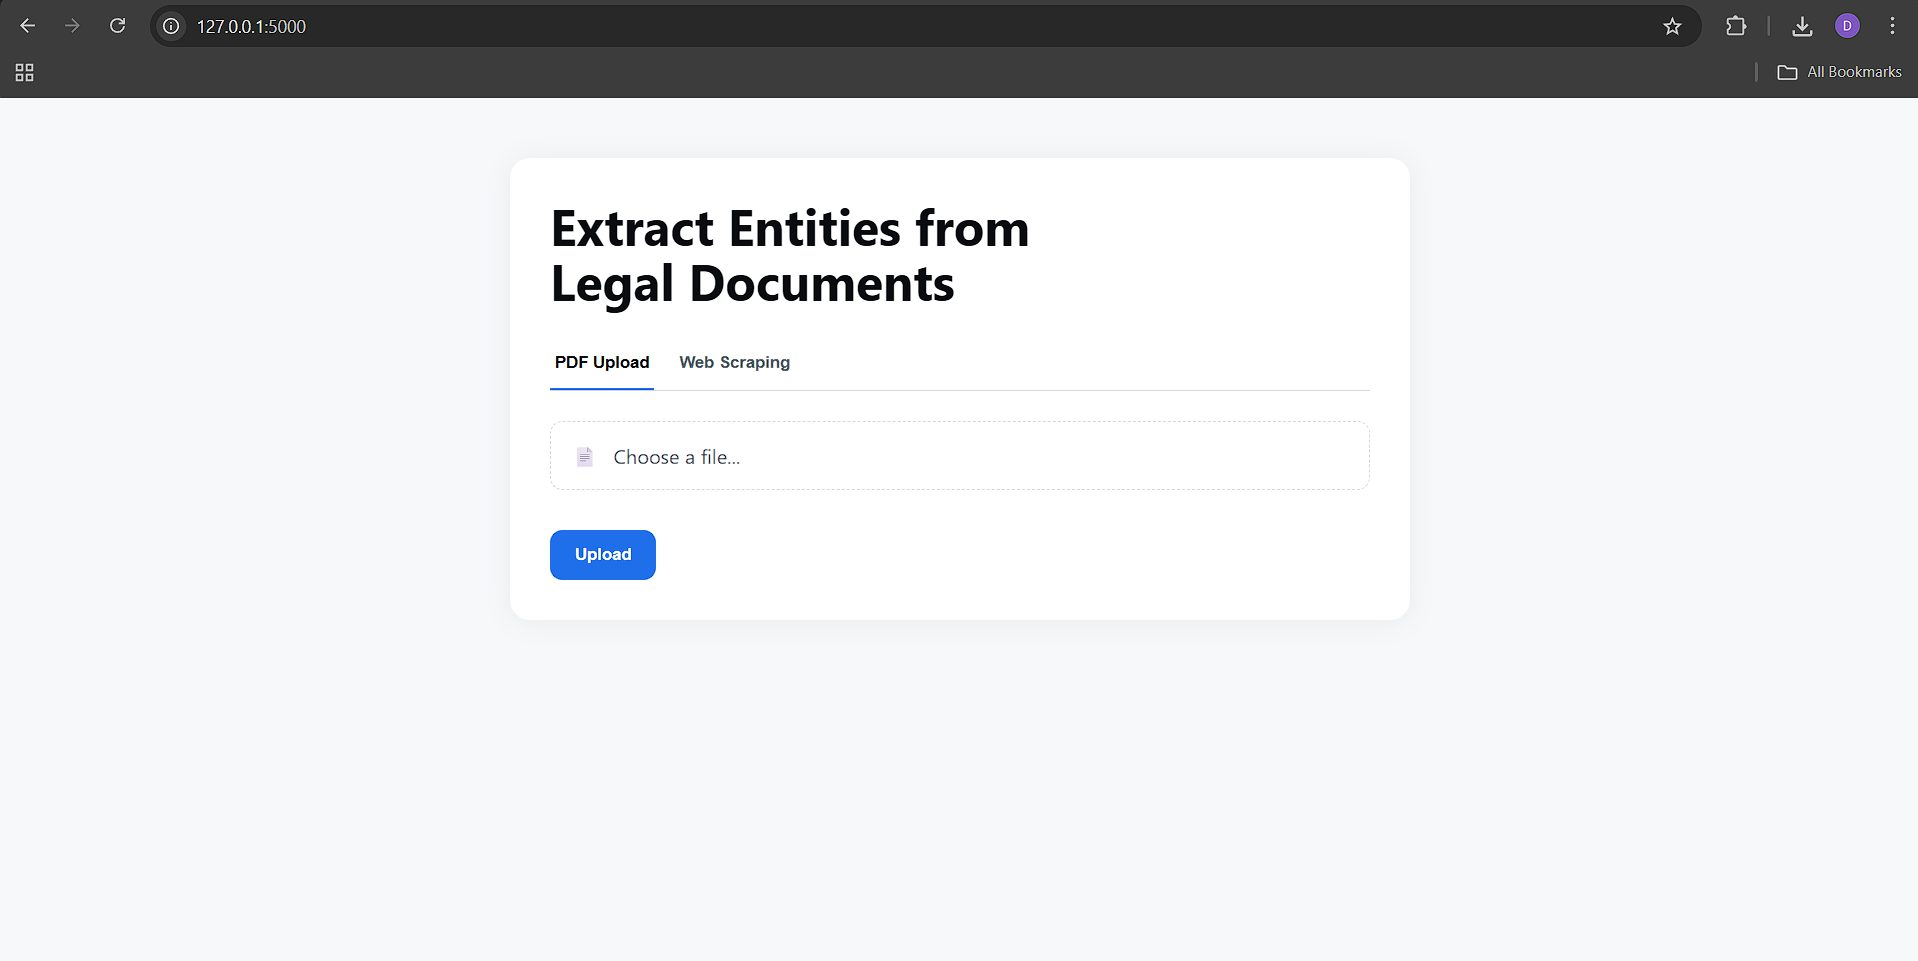 127.0.0.1:5000
D
All Bookmarks
Extract Entities from
Legal Documents
PDF Upload
Web Scraping
Choose a file...
Upload